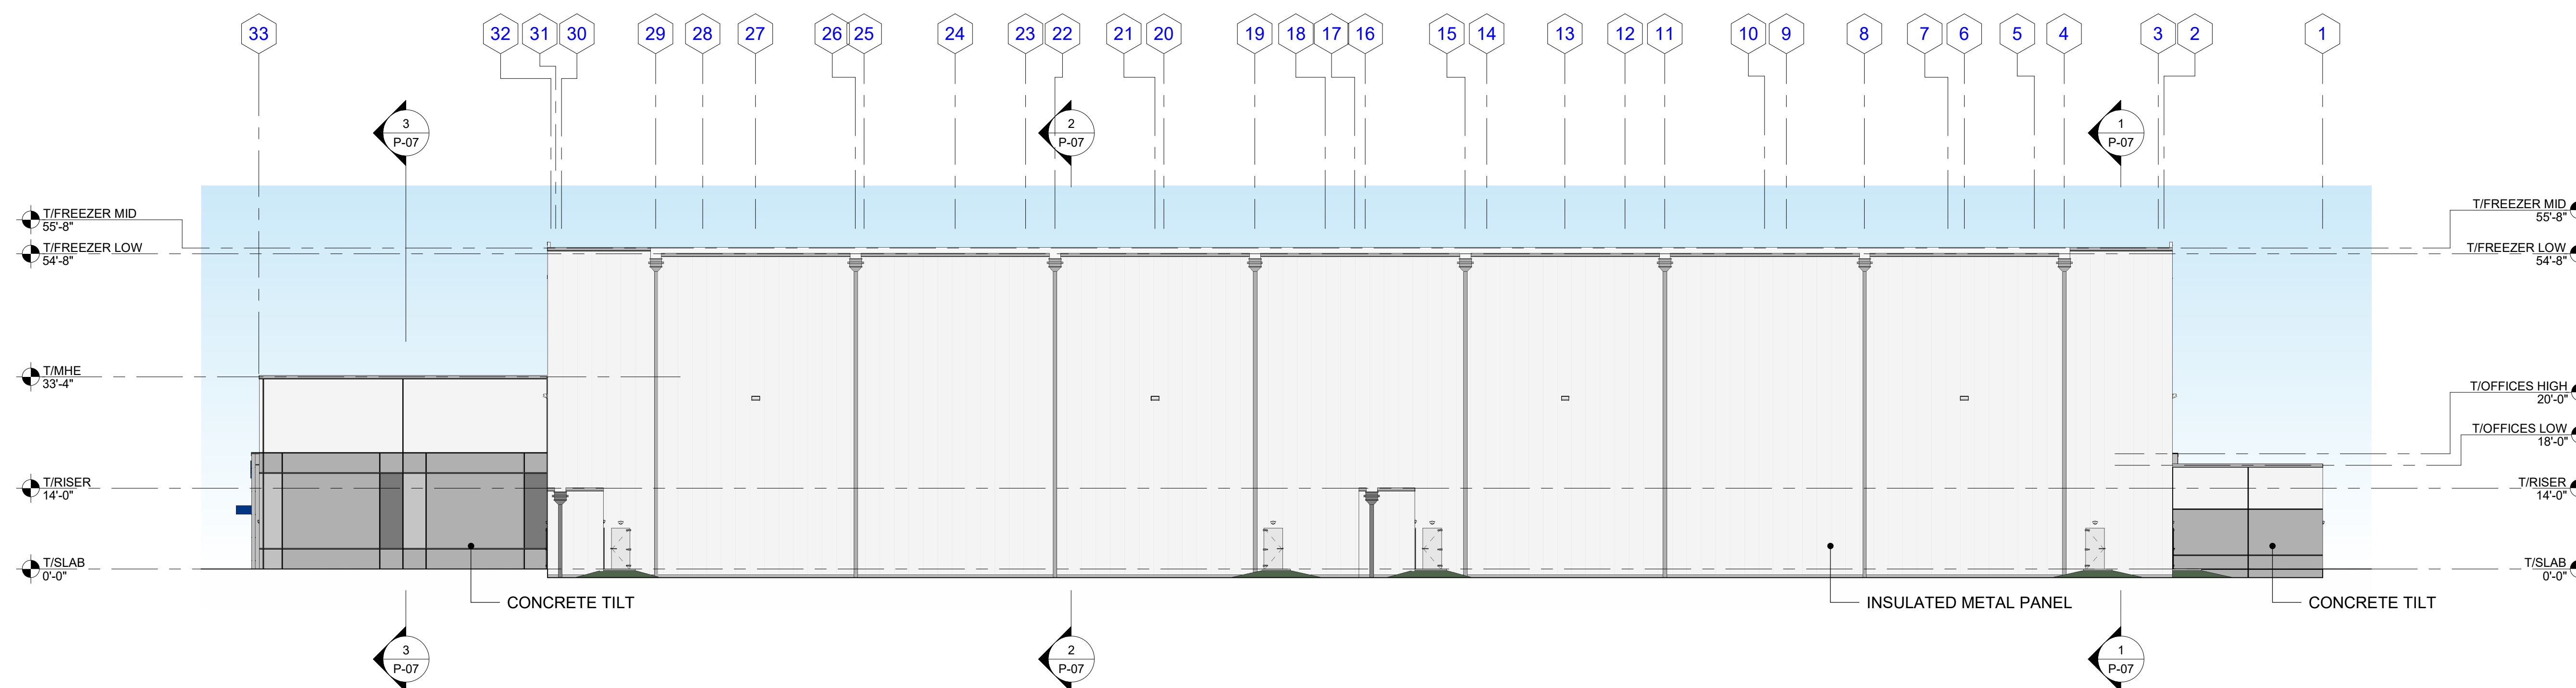 33 32 31 30 29 28 27 26 25 24 23 22 21 20 19 18 17 16 15 14 13 12 11 10 9 8 7 6 5 4 3 2 1
3
P-07
2
P-07
1
P-07
T/FREEZER MID
55'-8"
T/FREEZER LOW
54'-8"
T/MHE
33'-4"
T/RISER
14'-0"
T/SLAB
0'-0"
T/FREEZER MID
55'-8"
T/FREEZER LOW
54'-8"
T/OFFICES HIGH
20'-0"
T/OFFICES LOW
18'-0"
T/RISER
14'-0"
T/SLAB
0'-0"
CONCRETE TILT
INSULATED METAL PANEL
CONCRETE TILT
3
P-07
2
P-07
1
P-07